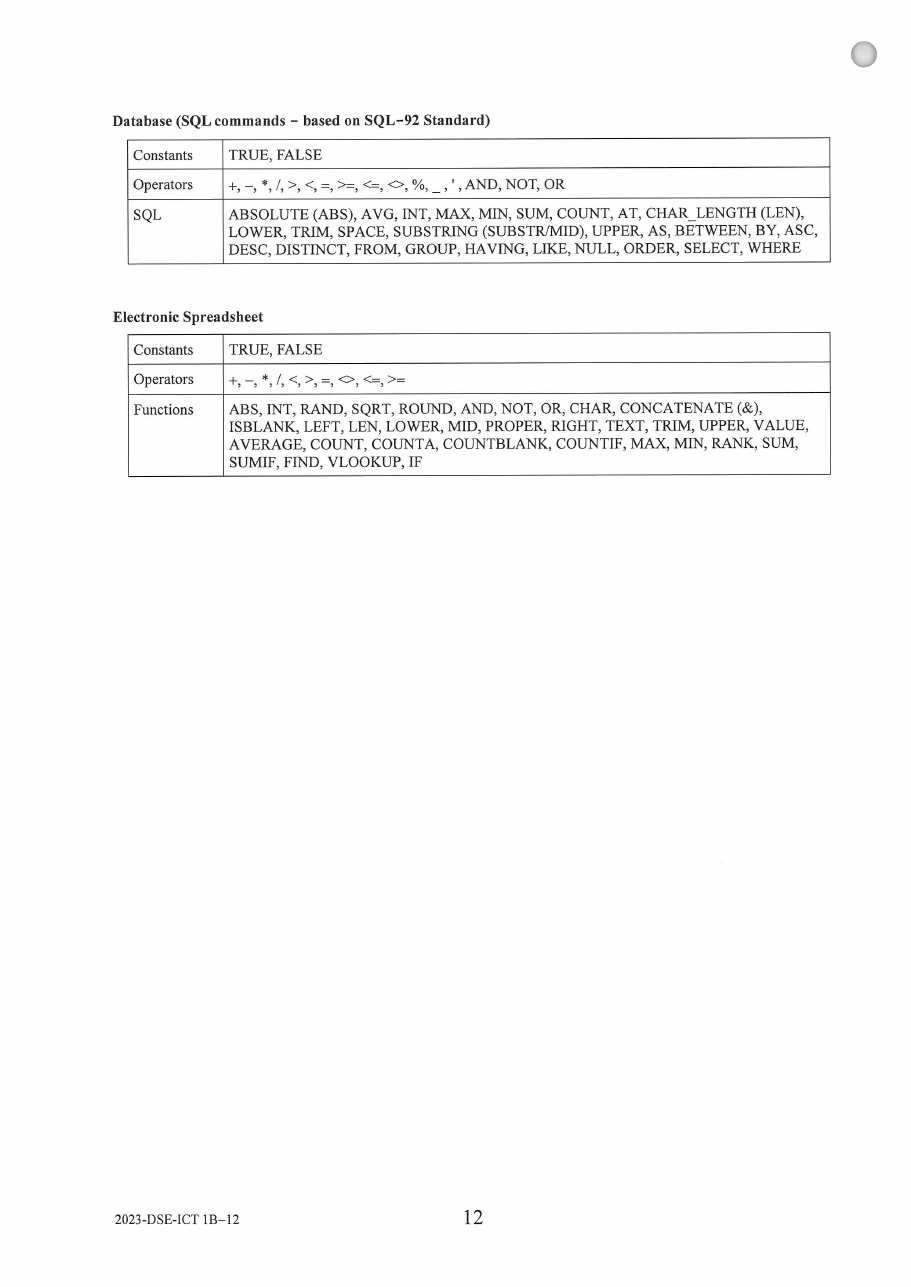 Database (SQL commands – based on SQL–92 Standard)
Constants TRUE, FALSE
Operators +, –, *, /, >, <, =, >=, <=, <>, %, _ , ' , AND, NOT, OR
SQL ABSOLUTE (ABS), AVG, INT, MAX, MIN, SUM, COUNT, AT, CHAR_LENGTH (LEN),
LOWER, TRIM, SPACE, SUBSTRING (SUBSTR/MID), UPPER, AS, BETWEEN, BY, ASC,
DESC, DISTINCT, FROM, GROUP, HAVING, LIKE, NULL, ORDER, SELECT, WHERE
Electronic Spreadsheet
Constants TRUE, FALSE
Operators +, –, *, /, <, >, =, <>, <=, >=
Functions ABS, INT, RAND, SQRT, ROUND, AND, NOT, OR, CHAR, CONCATENATE (&),
ISBLANK, LEFT, LEN, LOWER, MID, PROPER, RIGHT, TEXT, TRIM, UPPER, VALUE,
AVERAGE, COUNT, COUNTA, COUNTBLANK, COUNTIF, MAX, MIN, RANK, SUM,
SUMIF, FIND, VLOOKUP, IF
2023-DSE-ICT 1B–12 12